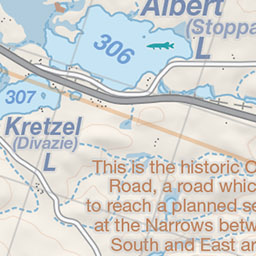 Albert
(Stoppa
L
306
307
Kretzel
(Divazie)
L
This is the historic
Road, a road whic
to reach a planned se
at the Narrows betw
South and East ar